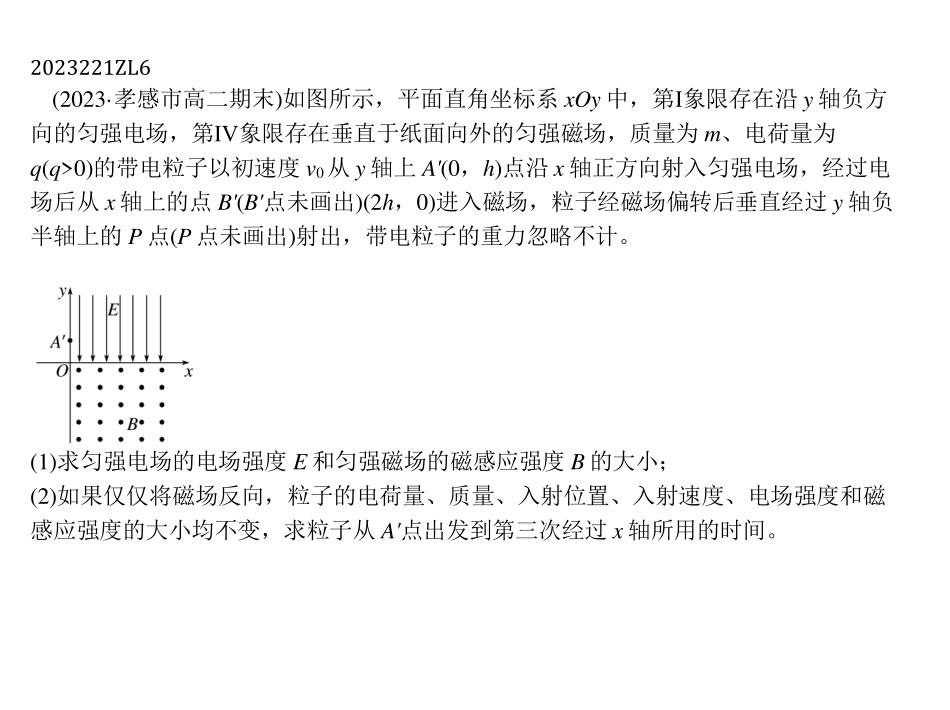 2023221ZL6
(2023·孝感市高二期末)如图所示，平面直角坐标系 xOy 中，第Ⅰ象限存在沿 y 轴负方
向的匀强电场，第Ⅳ象限存在垂直于纸面向外的匀强磁场，质量为 m、电荷量为
q(q>0)的带电粒子以初速度 v₀从 y 轴上 A′(0，h)点沿 x 轴正方向射入匀强电场，经过电
场后从 x 轴上的点 B′(B′点未画出)(2h，0)进入磁场，粒子经磁场偏转后垂直经过 y 轴负
半轴上的 P 点(P 点未画出)射出，带电粒子的重力忽略不计。
y
E
A′
O
x
B
(1)求匀强电场的电场强度 E 和匀强磁场的磁感应强度 B 的大小；
(2)如果仅仅将磁场反向，粒子的电荷量、质量、入射位置、入射速度、电场强度和磁
感应强度的大小均不变，求粒子从 A′点出发到第三次经过 x 轴所用的时间。